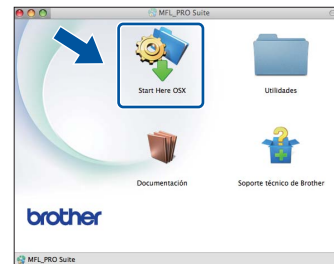 MFL_PRO Suite
Start Here OSX
Utilidades
Documentación
Soporte técnico de Brother
brother
MFL_PRO Suite